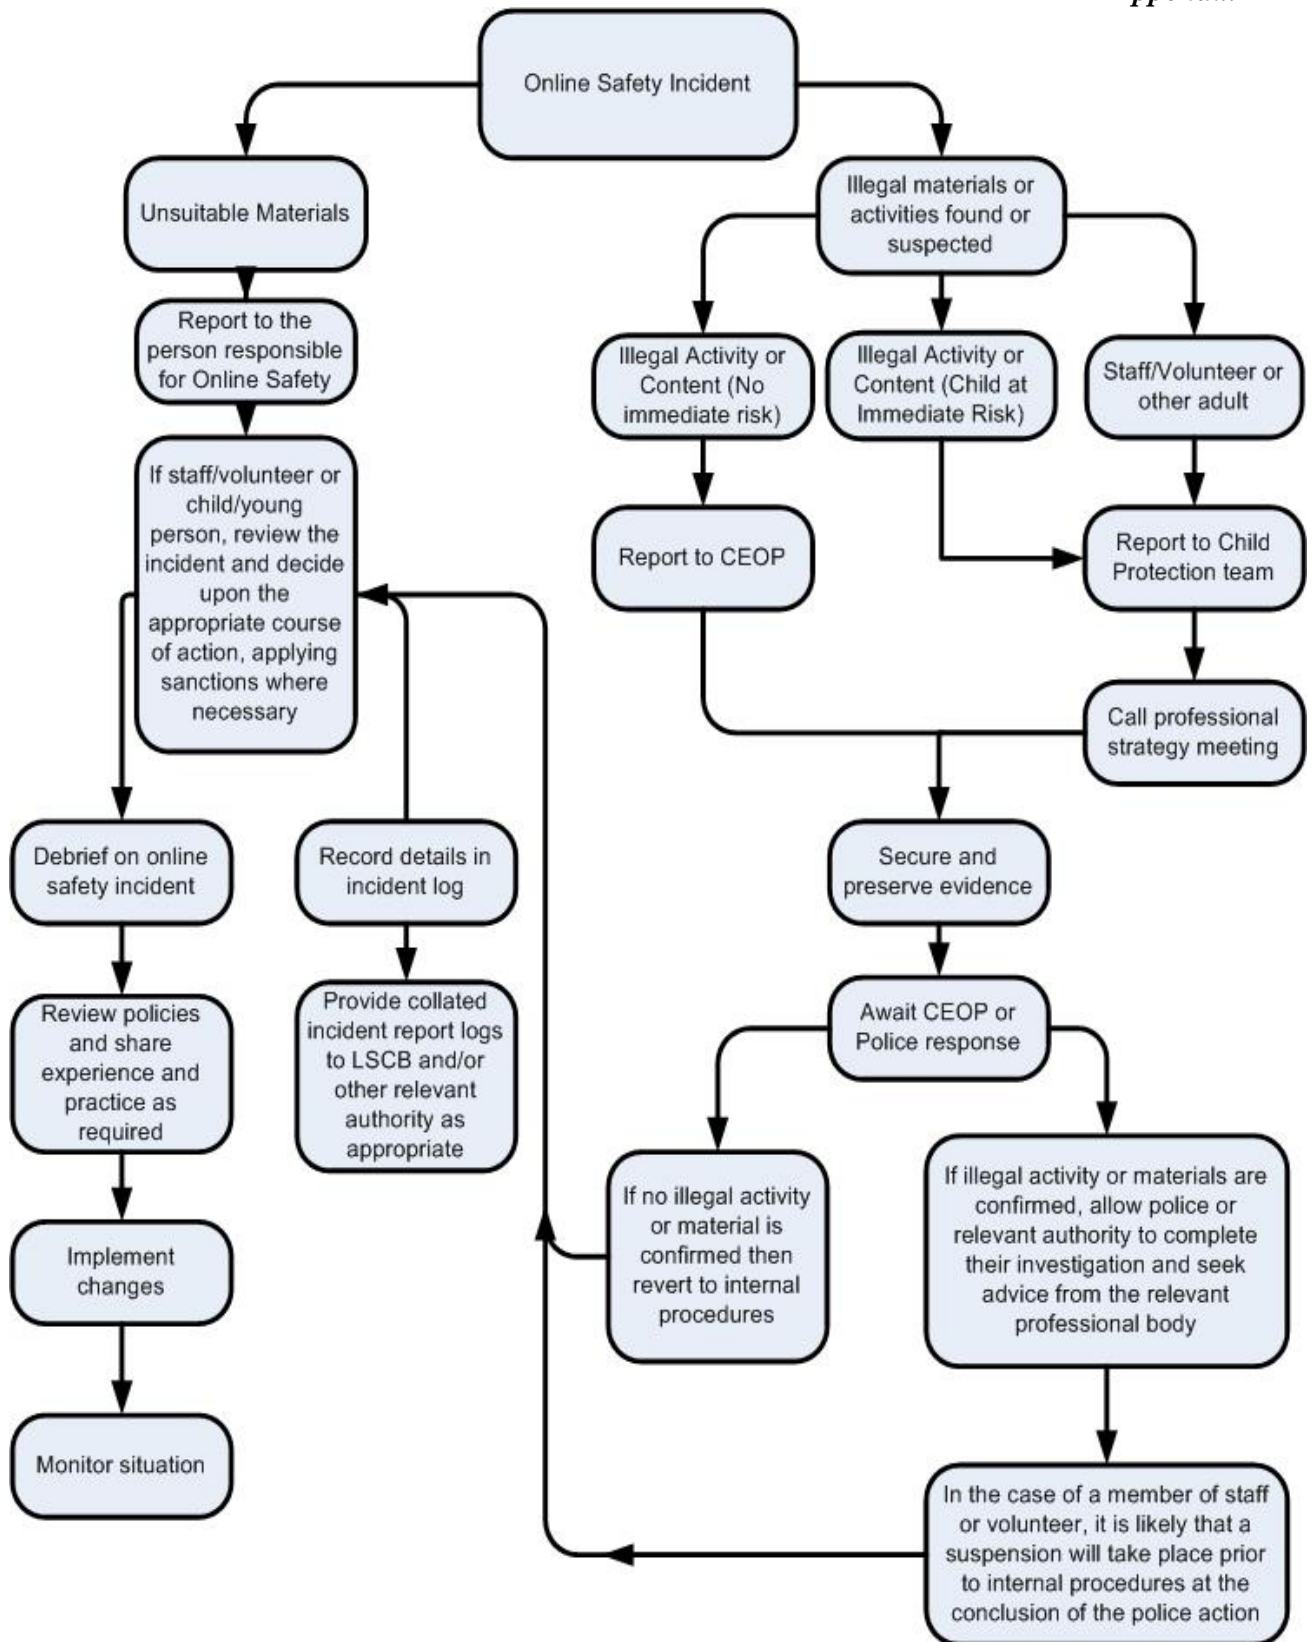 Online Safety Incident
Unsuitable Materials
Illegal materials or
activities found or
suspected
Report to the
person responsible
for Online Safety
Illegal Activity or
Content (No
immediate risk)
Illegal Activity or
Content (Child at
Immediate Risk)
Staff/Volunteer or
other adult
If staff/volunteer or
child/young
person, review the
incident and decide
upon the
appropriate course
of action, applying
sanctions where
necessary
Report to CEOP
Report to Child
Protection team
Call professional
strategy meeting
Debrief on online
safety incident
Record details in
incident log
Secure and
preserve evidence
Review policies
and share
experience and
practice as
required
Provide collated
incident report logs
to LSCB and/or
other relevant
authority as
appropriate
Await CEOP or
Police response
If no illegal activity
or material is
confirmed then
revert to internal
procedures
If illegal activity or materials are
confirmed, allow police or
relevant authority to complete
their investigation and seek
advice from the relevant
professional body
Implement
changes
Monitor situation
In the case of a member of staff
or volunteer, it is likely that a
suspension will take place prior
to internal procedures at the
conclusion of the police action